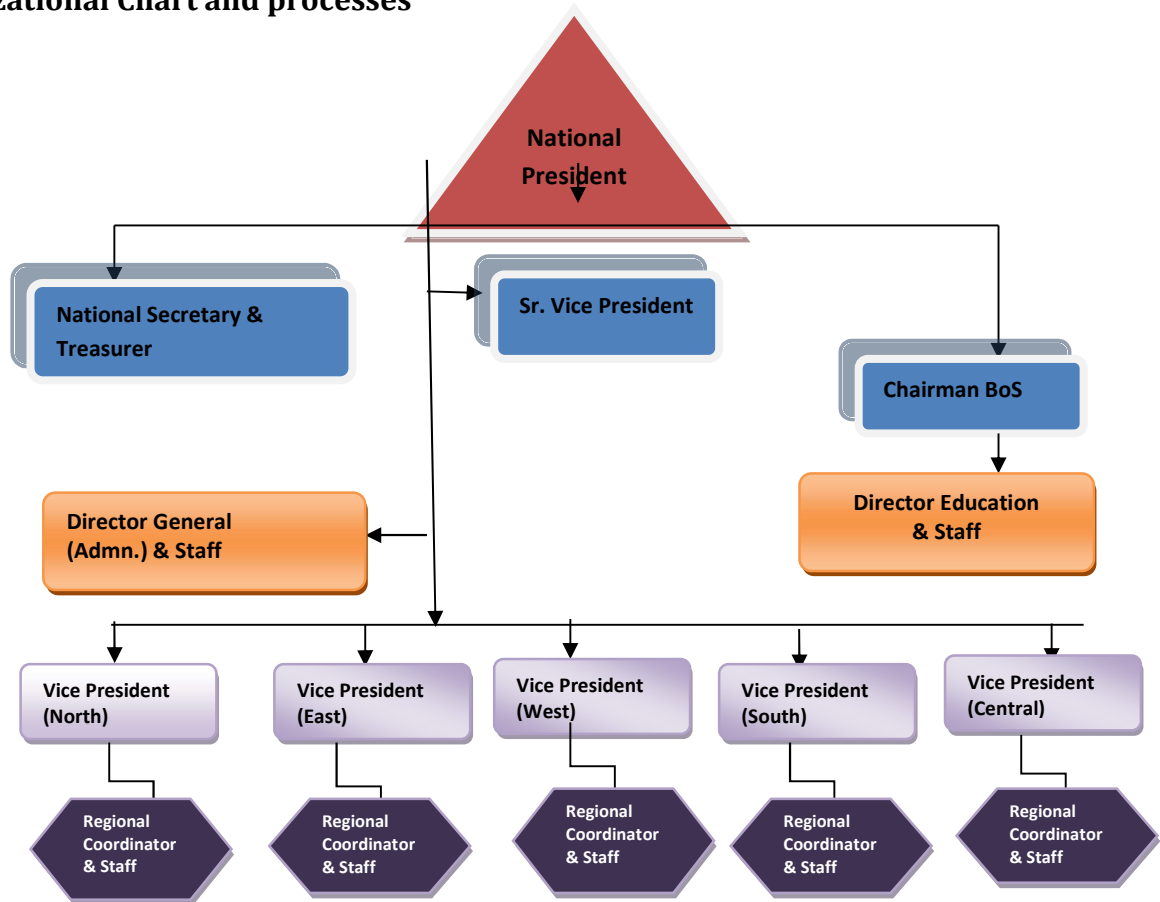 zational Chart and processes
National
President
National Secretary &
Treasurer
Sr. Vice President
Chairman BoS
Director General
(Admn.) & Staff
Director Education
& Staff
Vice President
(North)
Vice President
(East)
Vice President
(West)
Vice President
(South)
Vice President
(Central)
Regional
Coordinator
& Staff
Regional
Coordinator
& Staff
Regional
Coordinator
& Staff
Regional
Coordinator
& Staff
Regional
Coordinator
& Staff